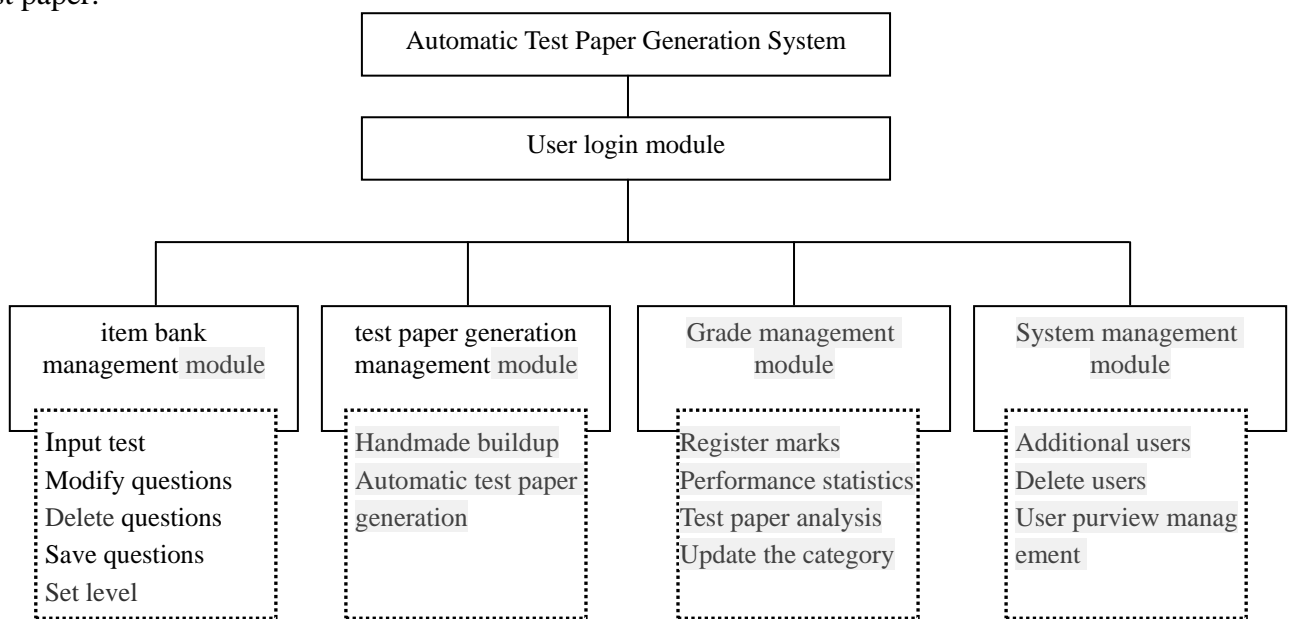 st paper.
Automatic Test Paper Generation System
User login module
item bank
management module
test paper generation
management module
Grade management
module
System management
module
Input test
Modify questions
Delete questions
Save questions
Set level
Handmade buildup
Automatic test paper
generation
Register marks
Performance statistics
Test paper analysis
Update the category
Additional users
Delete users
User purview manag
ement